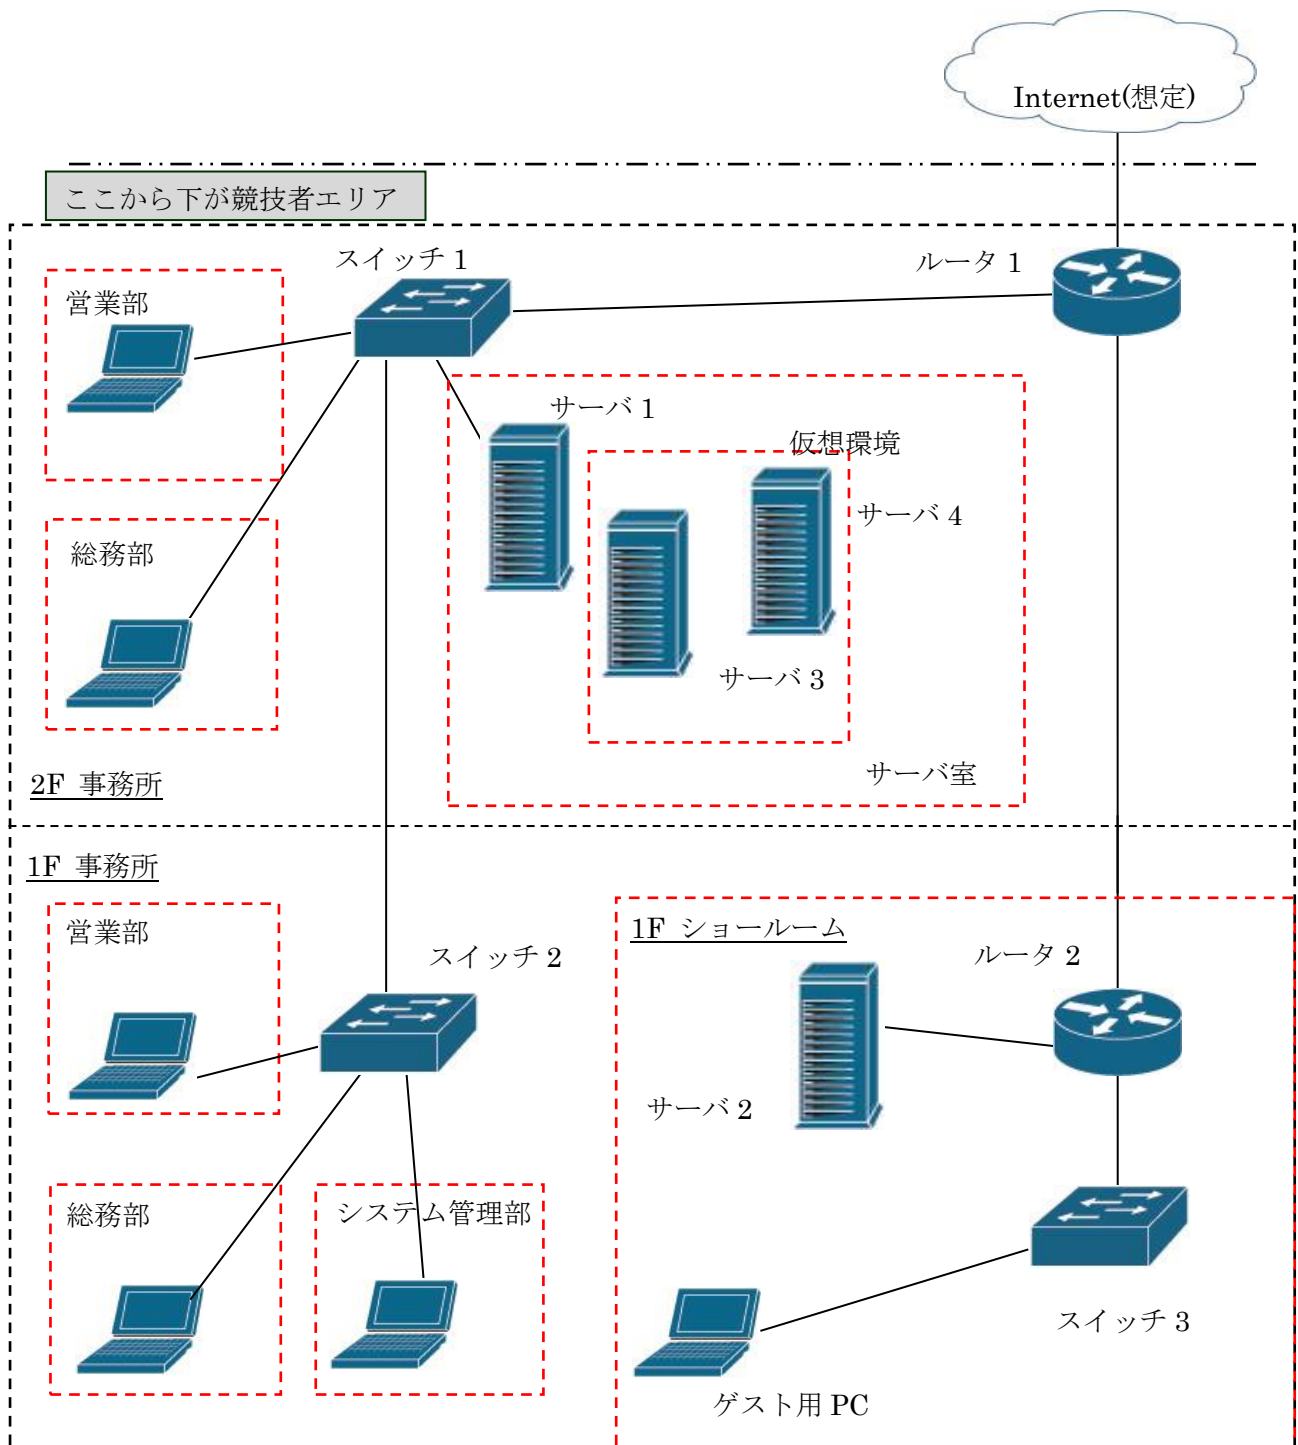 Internet(想定)
ここから下が競技者エリア
スイッチ 1
ルータ 1
営業部
サーバ 1
仮想環境
サーバ 4
総務部
サーバ 3
サーバ室
2F 事務所
1F 事務所
営業部
スイッチ 2
1F ショールーム
ルータ 2
サーバ 2
総務部
システム管理部
スイッチ 3
ゲスト用 PC